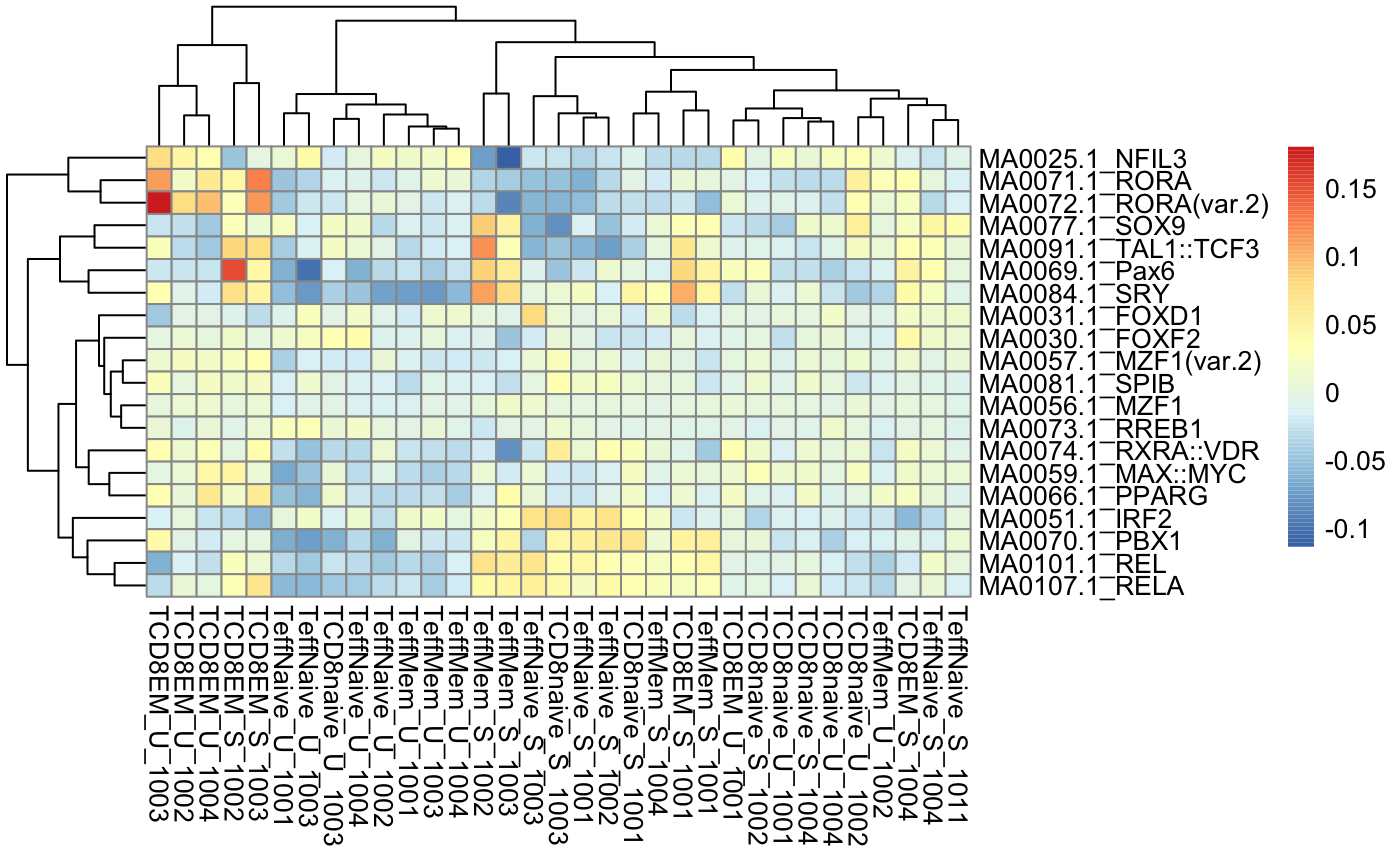 MA0025.1_NFIL3
MA0071.1_RORA
MA0072.1_RORA(var.2)
MA0077.1_SOX9
MA0091.1_TAL1::TCF3
MA0069.1_Pax6
MA0084.1_SRY
MA0031.1_FOXD1
MA0030.1_FOXF2
MA0057.1_MZF1(var.2)
MA0081.1_SPIB
MA0056.1_MZF1
MA0073.1_RREB1
MA0074.1_RXRA::VDR
MA0059.1_MAX::MYC
MA0066.1_PPARG
MA0051.1_IRF2
MA0070.1_PBX1
MA0101.1_REL
MA0107.1_RELA
0.15
0.1
0.05
0
-0.05
-0.1
TCD8EM_U_1003
TCD8EM_U_1002
TCD8EM_U_1004
TCD8EM_S_1002
TCD8EM_S_1003
TeffNaive_U_1001
TeffNaive_U_1003
TCD8naive_U_1003
TeffNaive_U_1004
TeffNaive_U_1002
TeffMem_U_1001
TeffMem_U_1003
TeffMem_U_1004
TeffMem_S_1002
TeffMem_S_1003
TeffNaive_S_1003
TCD8naive_S_1003
TeffNaive_S_1001
TeffNaive_S_1002
TCD8naive_S_1001
TeffMem_S_1004
TCD8EM_S_1001
TeffMem_S_1001
TCD8EM_U_1001
TCD8naive_S_1002
TCD8naive_U_1001
TCD8naive_S_1004
TCD8naive_U_1004
TCD8naive_U_1002
TeffMem_U_1002
TCD8EM_S_1004
TeffNaive_S_1004
TeffNaive_S_1011